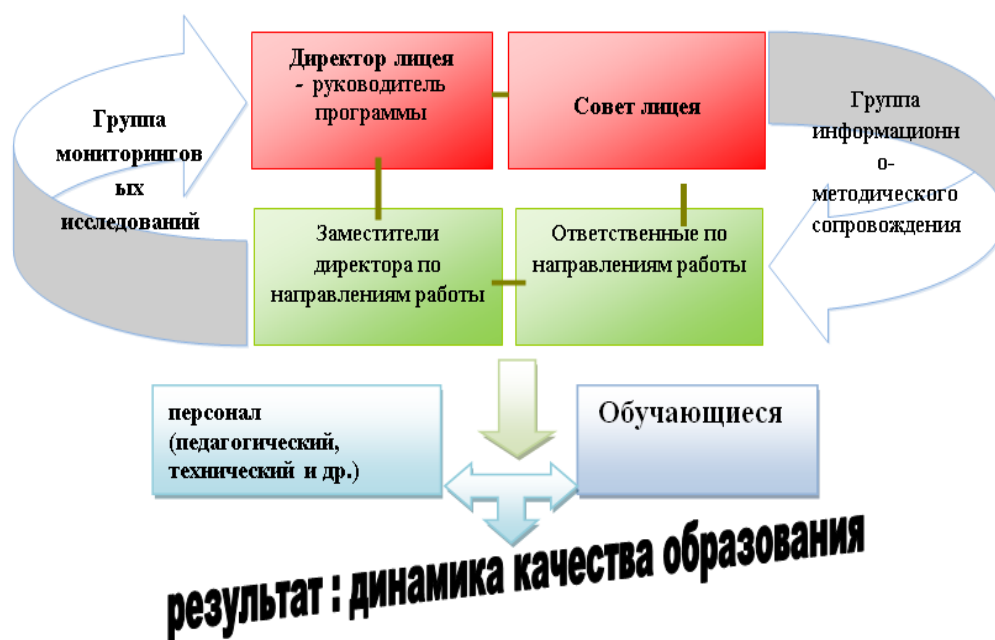 Директор лицея
- руководитель
программы
Совет лицея
Группа
мониторингов
ых
исследований
Группа
информационн
о-
методического
сопровождения
Заместители
директора по
направлениям работы
Ответственные по
направлениям работы
персонал
(педагогический,
технический и др.)
Обучающиеся
результат : динамика качества образования